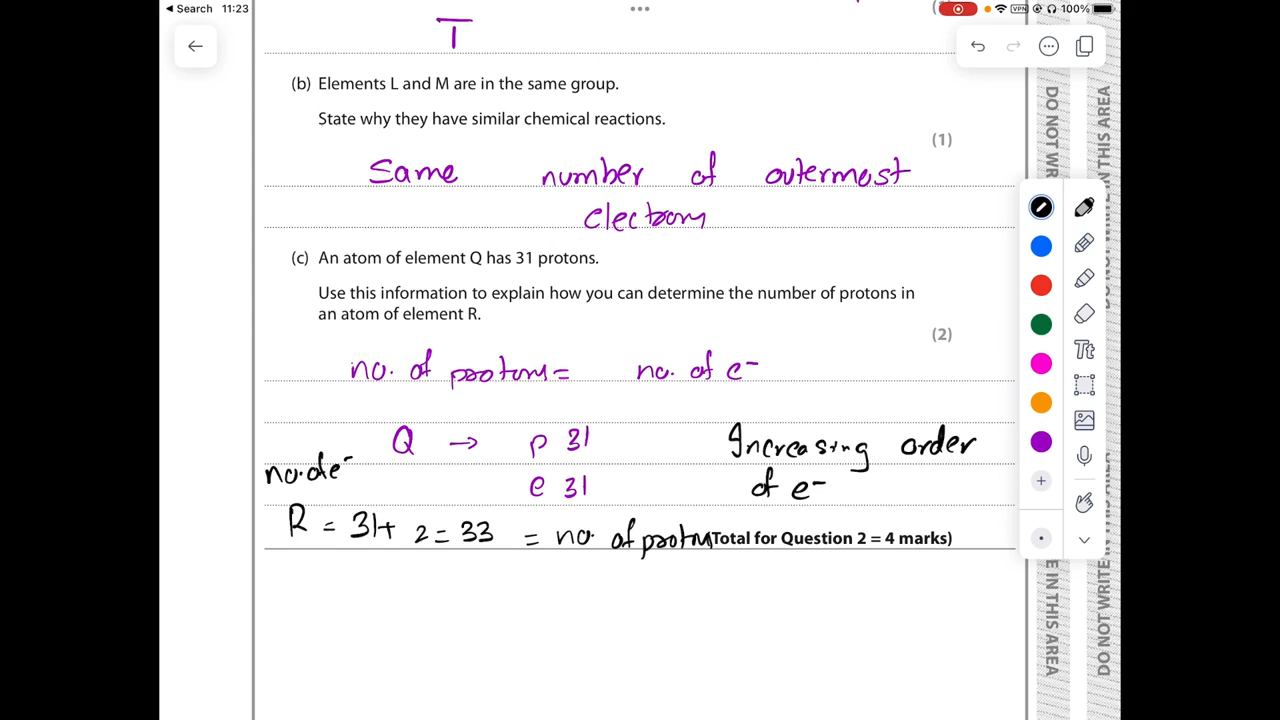 Search 11:23
VPN 100%
T
(b) Elements L and M are in the same group.
State why they have similar chemical reactions.
(1)
Same number of outermost
electrons
(c) An atom of element Q has 31 protons.
Use this information to explain how you can determine the number of protons in
an atom of element R.
(2)
no. of protons = no. of e-
Q → p 31 Increasing order
no. of e- e 31 of e-
R = 31+ 2 = 33 = no. of protons
(Total for Question 2 = 4 marks)
Tt
DO NOT WR
E IN THIS AREA
DO NOT WRITE IN THIS AREA